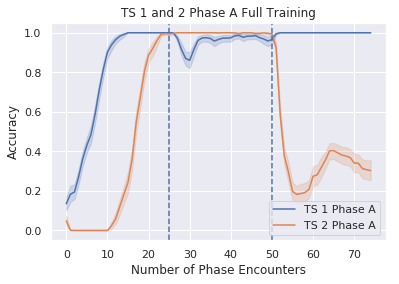 TS 1 and 2 Phase A Full Training
Accuracy
1.0
0.8
0.6
0.4
0.2
0.0
TS 1 Phase A
TS 2 Phase A
0 10 20 30 40 50 60 70
Number of Phase Encounters